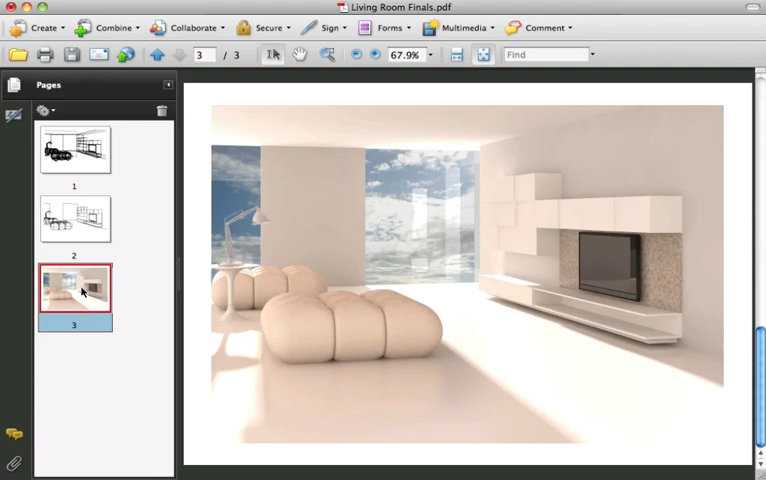 Living Room Finals.pdf
Create Combine Collaborate Secure Sign Forms Multimedia Comment
3 / 3 67.9% Find
Pages
1
2
3